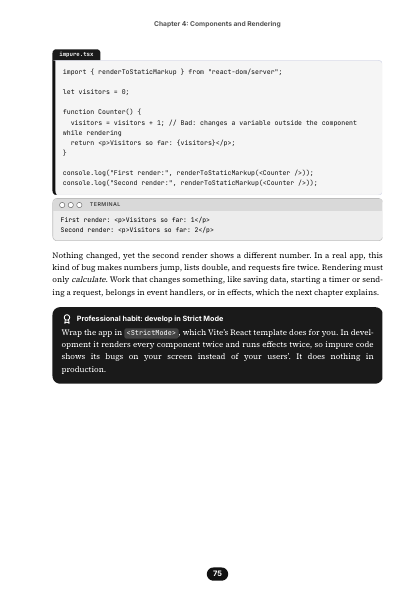 Chapter 4: Components and Rendering
impure.tsx
import { renderToStaticMarkup } from "react-dom/server";
let visitors = 0;
function Counter() {
  visitors = visitors + 1; // Bad: changes a variable outside the component
while rendering
  return <p>Visitors so far: {visitors}</p>;
}
console.log("First render:", renderToStaticMarkup(<Counter />));
console.log("Second render:", renderToStaticMarkup(<Counter />));
TERMINAL
First render: <p>Visitors so far: 1</p>
Second render: <p>Visitors so far: 2</p>
Nothing changed, yet the second render shows a different number. In a real app, this
kind of bug makes numbers jump, lists double, and requests fire twice. Rendering must
only calculate. Work that changes something, like saving data, starting a timer or send-
ing a request, belongs in event handlers, or in effects, which the next chapter explains.
Professional habit: develop in Strict Mode
Wrap the app in <StrictMode>, which Vite's React template does for you. In devel-
opment it renders every component twice and runs effects twice, so impure code
shows its bugs on your screen instead of your users'. It does nothing in
production.
75